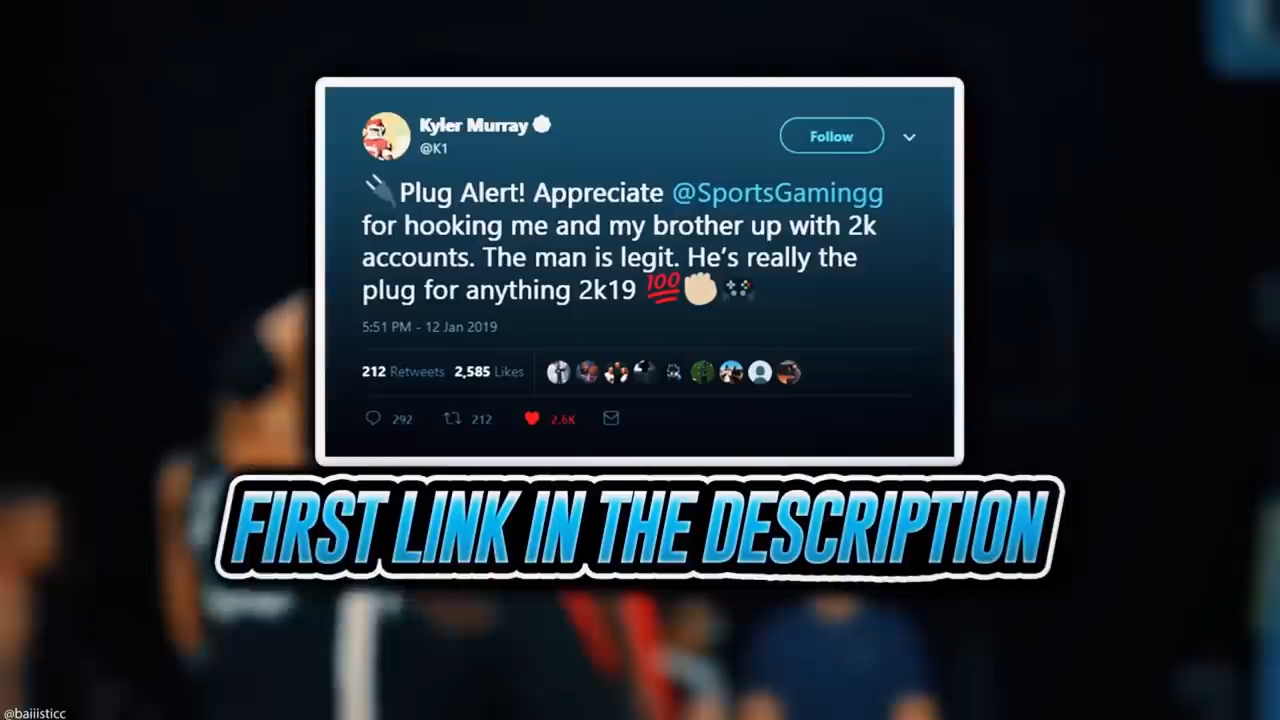 Kyler Murray
@K1
Follow
Plug Alert! Appreciate @SportsGamingg
for hooking me and my brother up with 2k
accounts. The man is legit. He’s really the
plug for anything 2k19 💯✊🏼🎮
5:51 PM - 12 Jan 2019
212 Retweets 2,585 Likes
292 212 2.6K
FIRST LINK IN THE DESCRIPTION
@baiiisticc